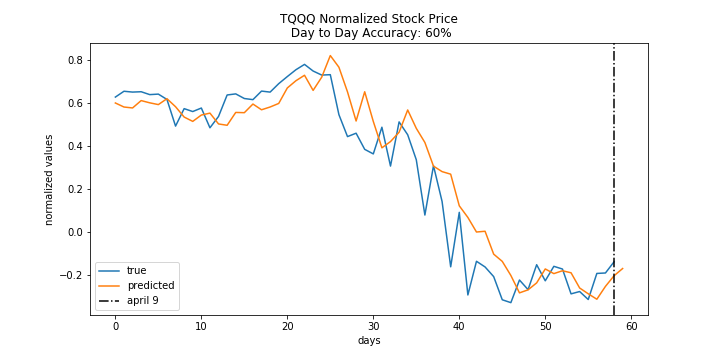 TQQQ Normalized Stock Price
Day to Day Accuracy: 60%
normalized values
0.8
0.6
0.4
0.2
0.0
−0.2
true
predicted
april 9
0 10 20 30 40 50 60
days